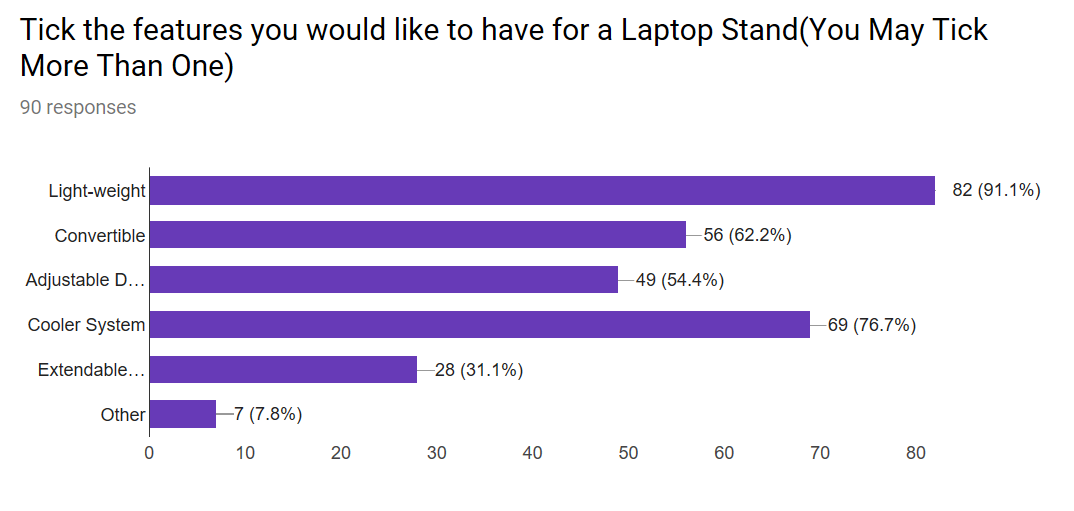 Tick the features you would like to have for a Laptop Stand(You May Tick
More Than One)
90 responses
Light-weight
82 (91.1%)
Convertible
56 (62.2%)
Adjustable D…
49 (54.4%)
Cooler System
69 (76.7%)
Extendable…
28 (31.1%)
Other
7 (7.8%)
0 10 20 30 40 50 60 70 80